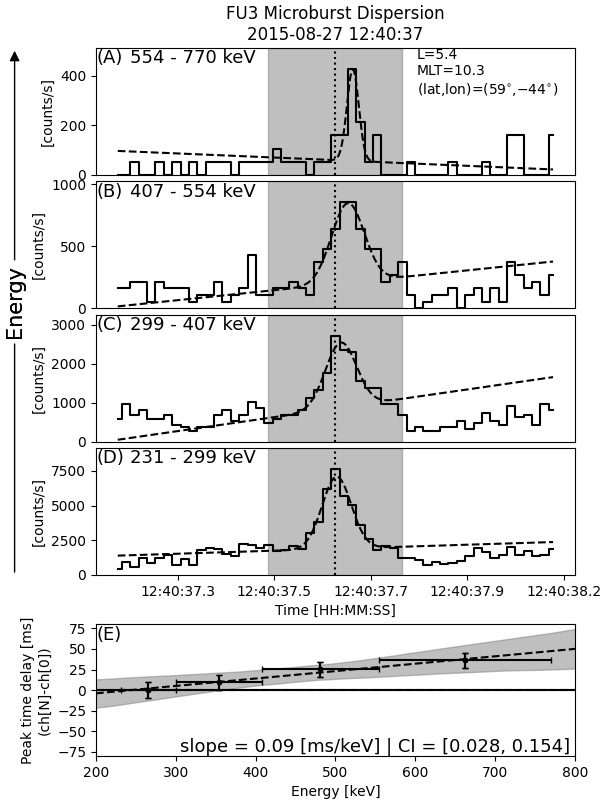 FU3 Microburst Dispersion
2015-08-27 12:40:37
(A) 554 - 770 keV
L=5.4
MLT=10.3
(lat,lon)=(59°,−44°)
400
200
0
[counts/s]
(B) 407 - 554 keV
1000
500
0
[counts/s]
Energy
(C) 299 - 407 keV
3000
2000
1000
0
[counts/s]
(D) 231 - 299 keV
7500
5000
2500
0
[counts/s]
12:40:37.3 12:40:37.5 12:40:37.7 12:40:37.9 12:40:38.2
Time [HH:MM:SS]
(E)
75
50
25
0
−25
−50
−75
Peak time delay [ms]
(ch[N]-ch[0])
slope = 0.09 [ms/keV] | CI = [0.028, 0.154]
200 300 400 500 600 700 800
Energy [keV]